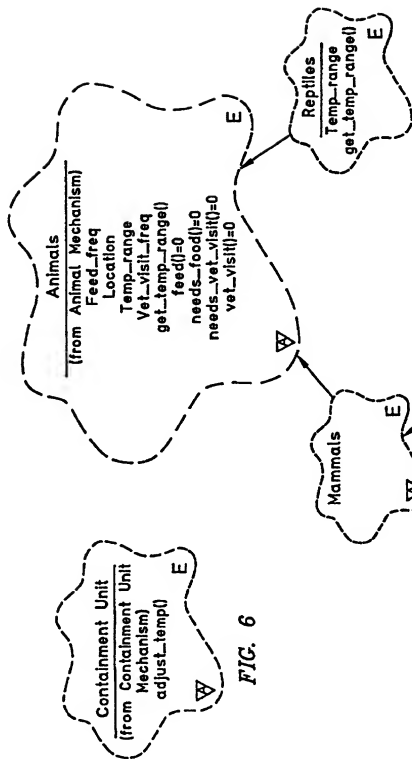 Containment Unit
(from Containment Unit
Mechanism)
adjust_temp()
A
E
FIG. 6
Animals
(from Animal Mechanism)
Feed_freq
Location
Temp_range
Vet_visit_freq
get_temp_range()
feed()=0
needs_food()=0
needs_vet_visit()=0
vet_visit()=0
A
E
Mammals
E
Reptiles
Temp_range
get_temp_range()
E